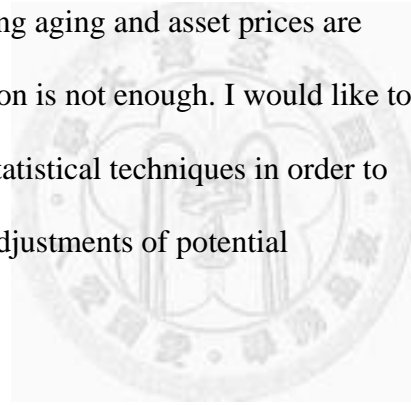 ng aging and asset prices are
on is not enough. I would like to
tatistical techniques in order to
djustments of potential